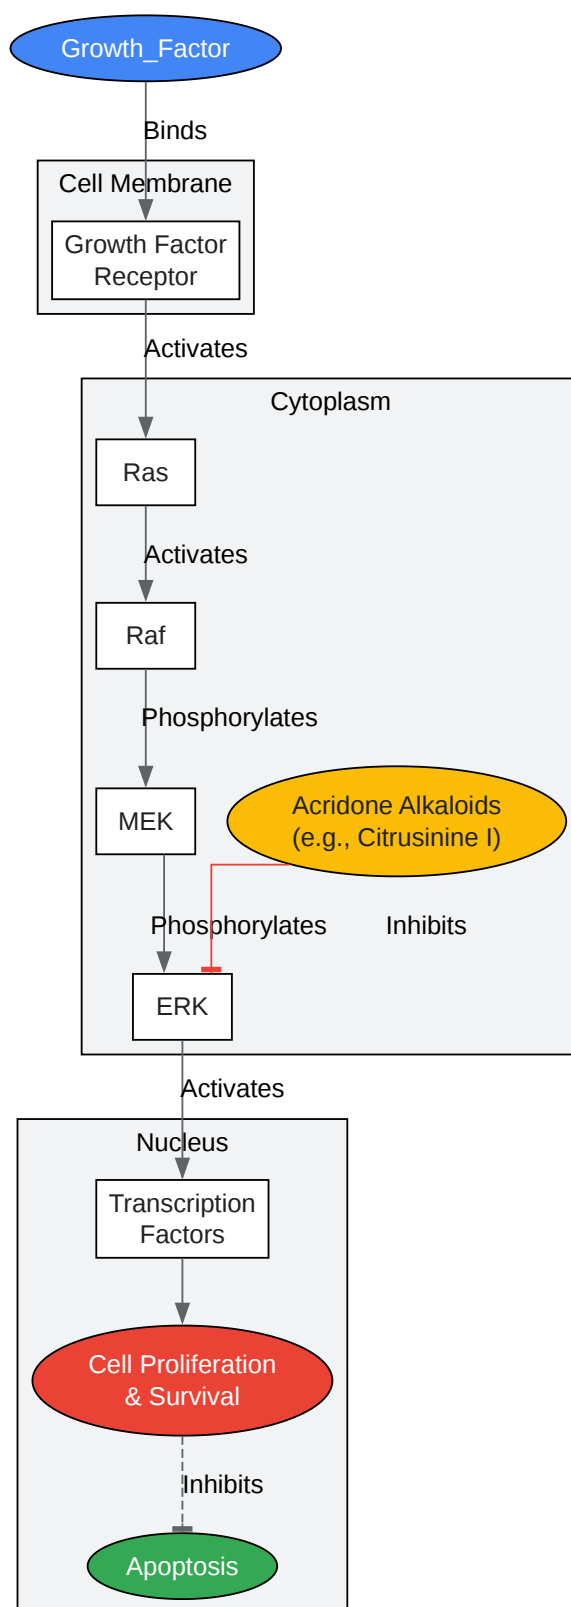 Growth_Factor
Binds
Cell Membrane
Growth Factor
Receptor
Activates
Cytoplasm
Ras
Activates
Raf
Phosphorylates
MEK
Acridone Alkaloids
(e.g., Citrusinine I)
Phosphorylates
Inhibits
ERK
Activates
Nucleus
Transcription
Factors
Cell Proliferation
& Survival
Inhibits
Apoptosis